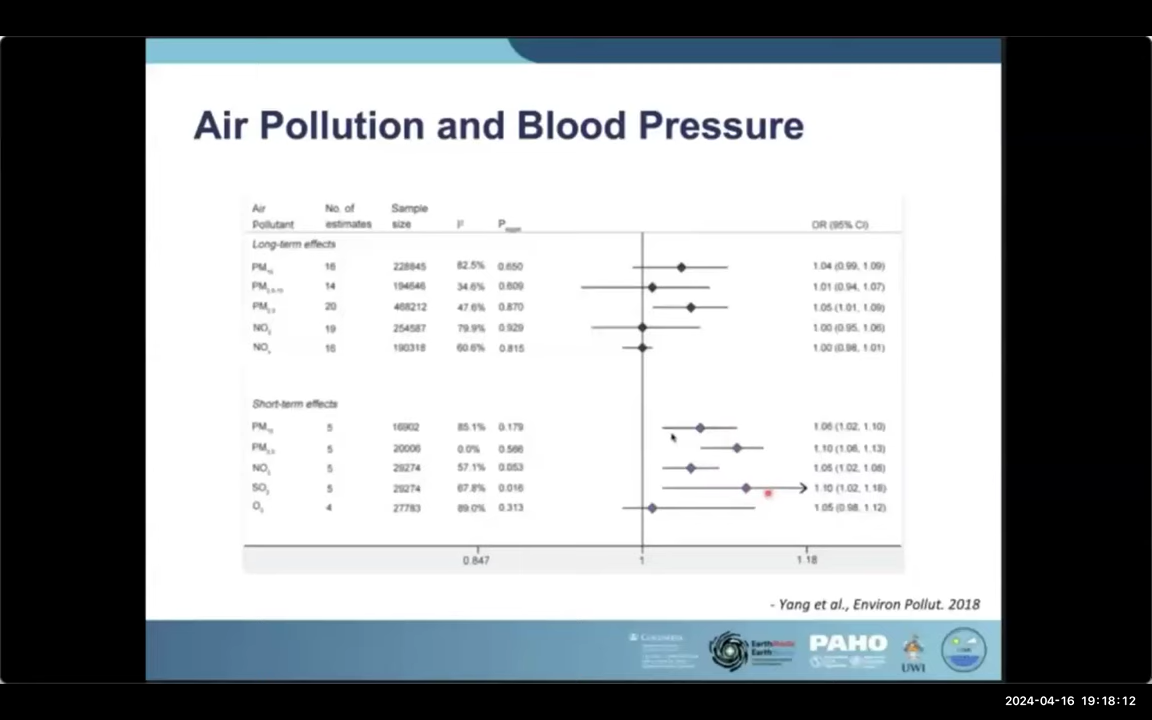 Air Pollution and Blood Pressure
Air Pollutant No. of estimates Sample size I² P OR (95% CI)
Long-term effects
PM₁₀ 16 228845 82.5% 0.650 1.04 (0.99, 1.09)
PM₂.₅₋₁₀ 14 194646 34.6% 0.609 1.01 (0.94, 1.07)
PM₂.₅ 20 468212 47.6% 0.870 1.05 (1.01, 1.09)
NO₂ 19 254587 79.9% 0.929 1.00 (0.95, 1.06)
NOₓ 16 190318 60.6% 0.815 1.00 (0.98, 1.01)
Short-term effects
PM₁₀ 5 16902 85.1% 0.179 1.06 (1.02, 1.10)
PM₂.₅ 5 20006 0.0% 0.566 1.10 (1.06, 1.13)
NO₂ 5 29274 57.1% 0.053 1.05 (1.02, 1.08)
SO₂ 5 29274 67.8% 0.016 1.10 (1.02, 1.18)
O₃ 4 27783 89.0% 0.313 1.05 (0.98, 1.12)
0.847 1 1.18
- Yang et al., Environ Pollut. 2018
COLUMBIA
EarthMedic
Earth
PAHO
UWI
2024-04-16 19:18:12